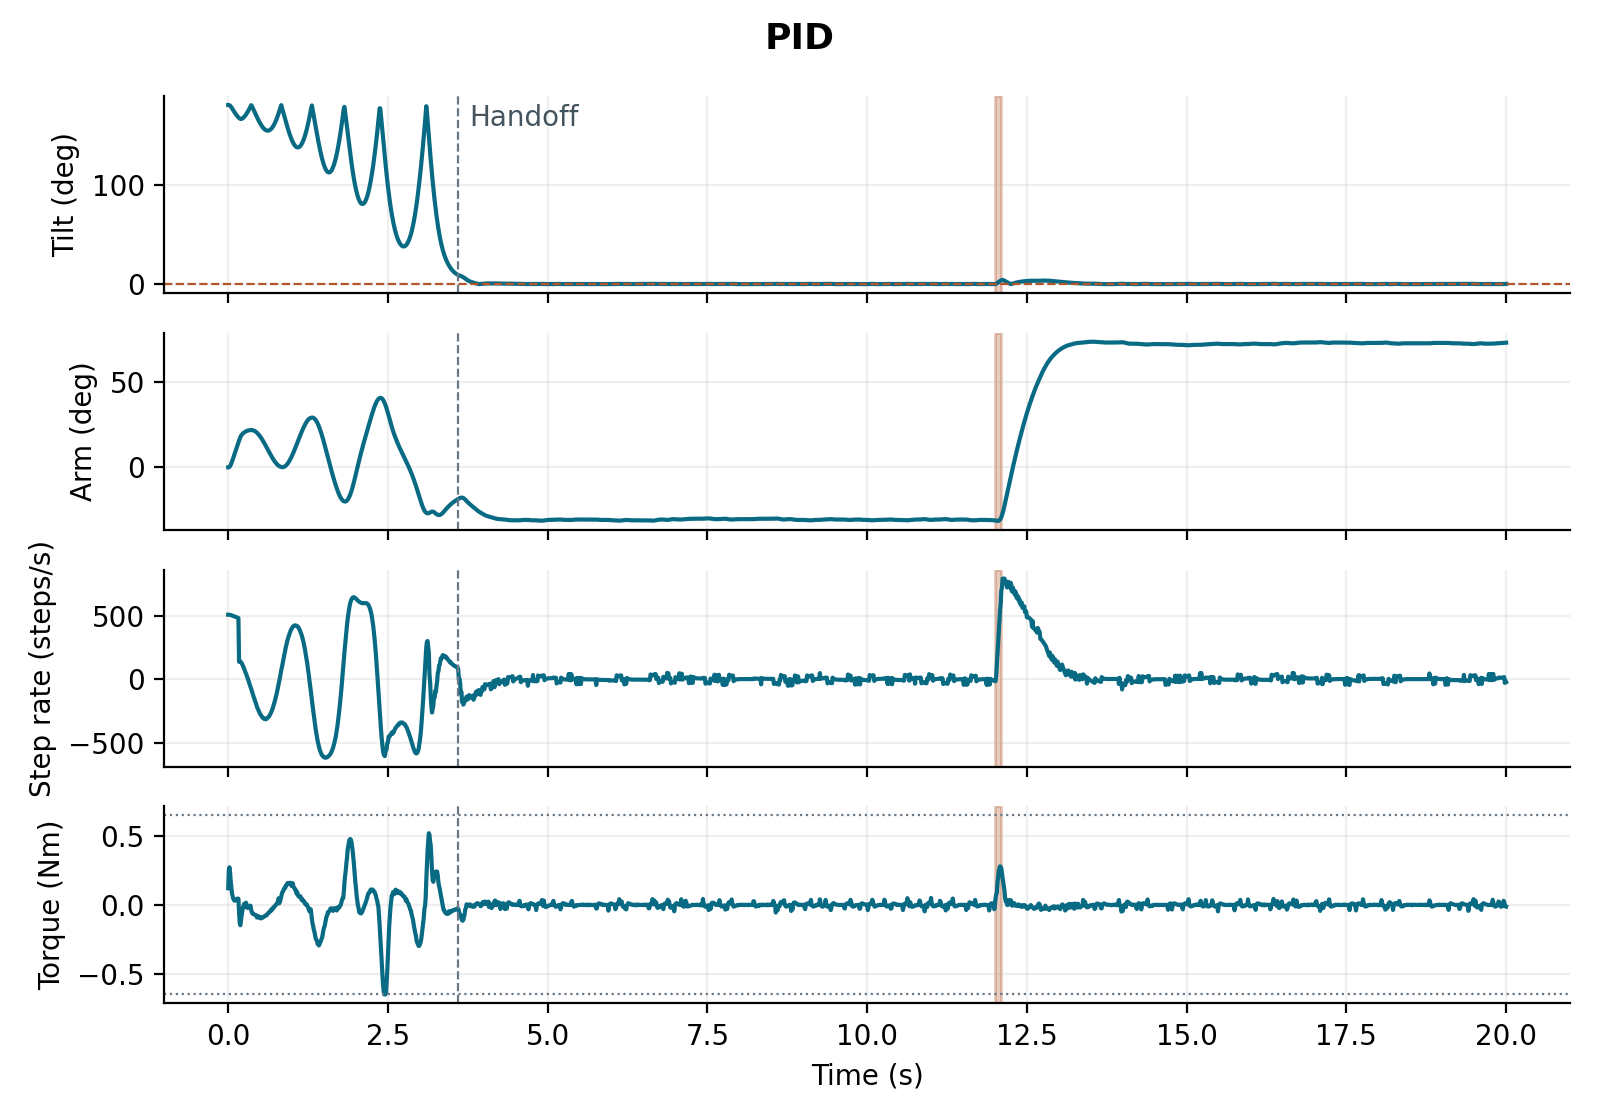 PID
Tilt (deg)
100
0
Handoff
Arm (deg)
50
0
Step rate (steps/s)
500
0
−500
Torque (Nm)
0.5
0.0
−0.5
0.0 2.5 5.0 7.5 10.0 12.5 15.0 17.5 20.0
Time (s)